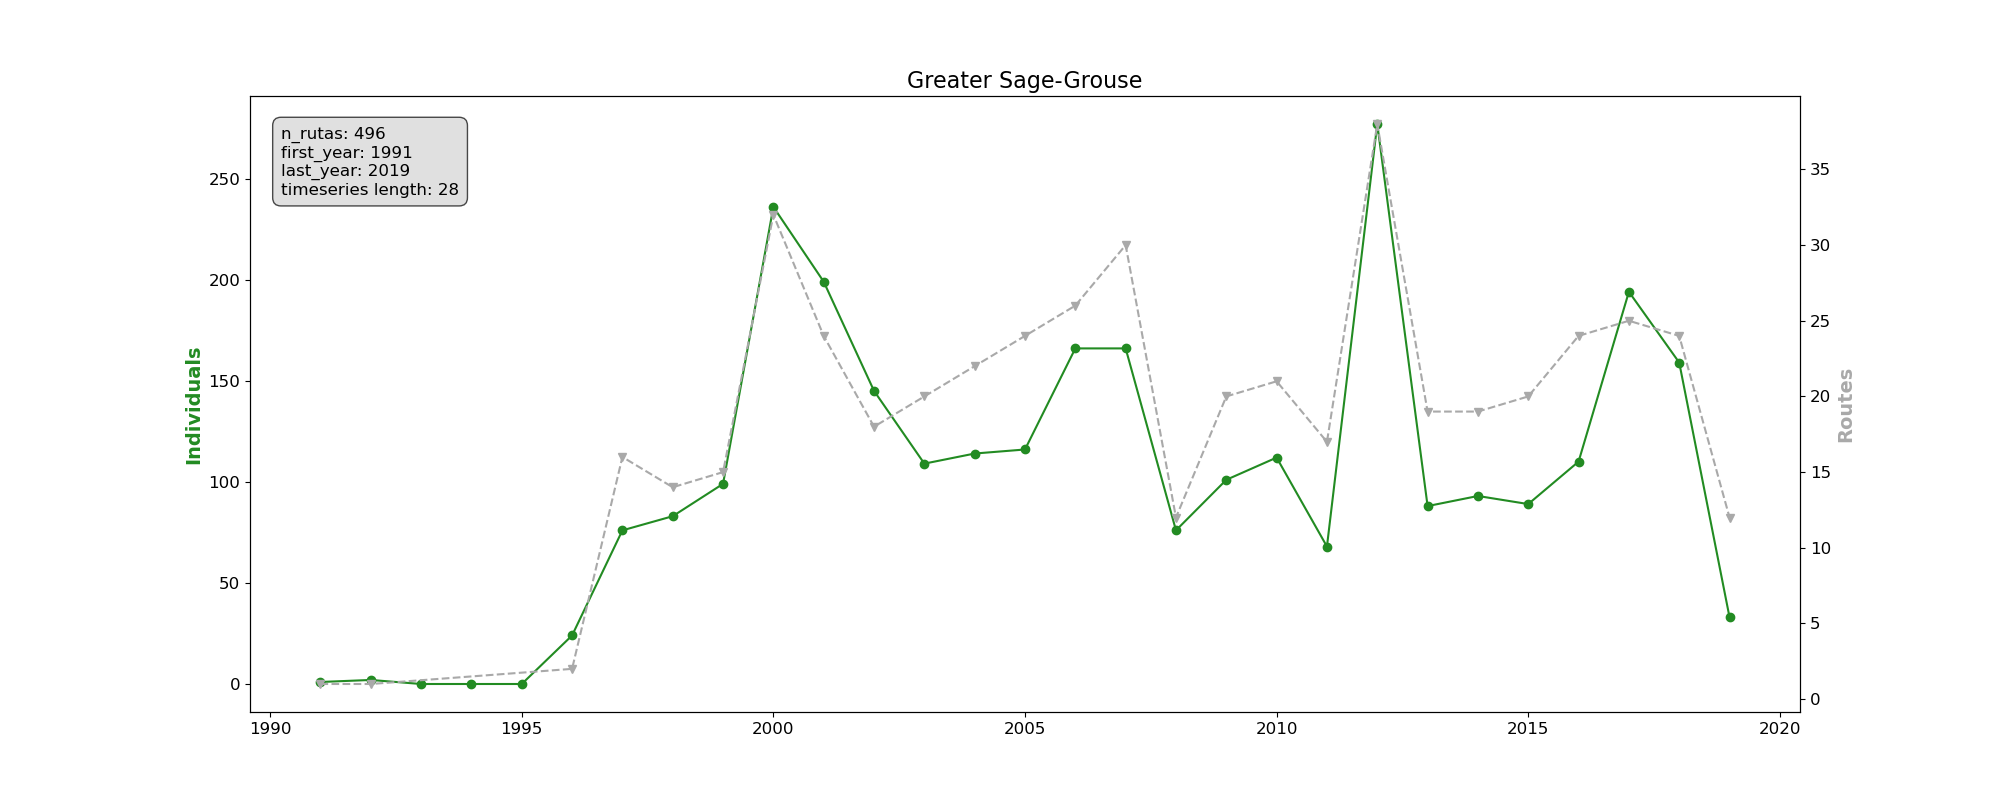 Greater Sage-Grouse
n_rutas: 496
first_year: 1991
last_year: 2019
timeseries length: 28
Individuals
250
200
150
100
50
0
35
30
25
20
15
10
5
0
Routes
1990 1995 2000 2005 2010 2015 2020